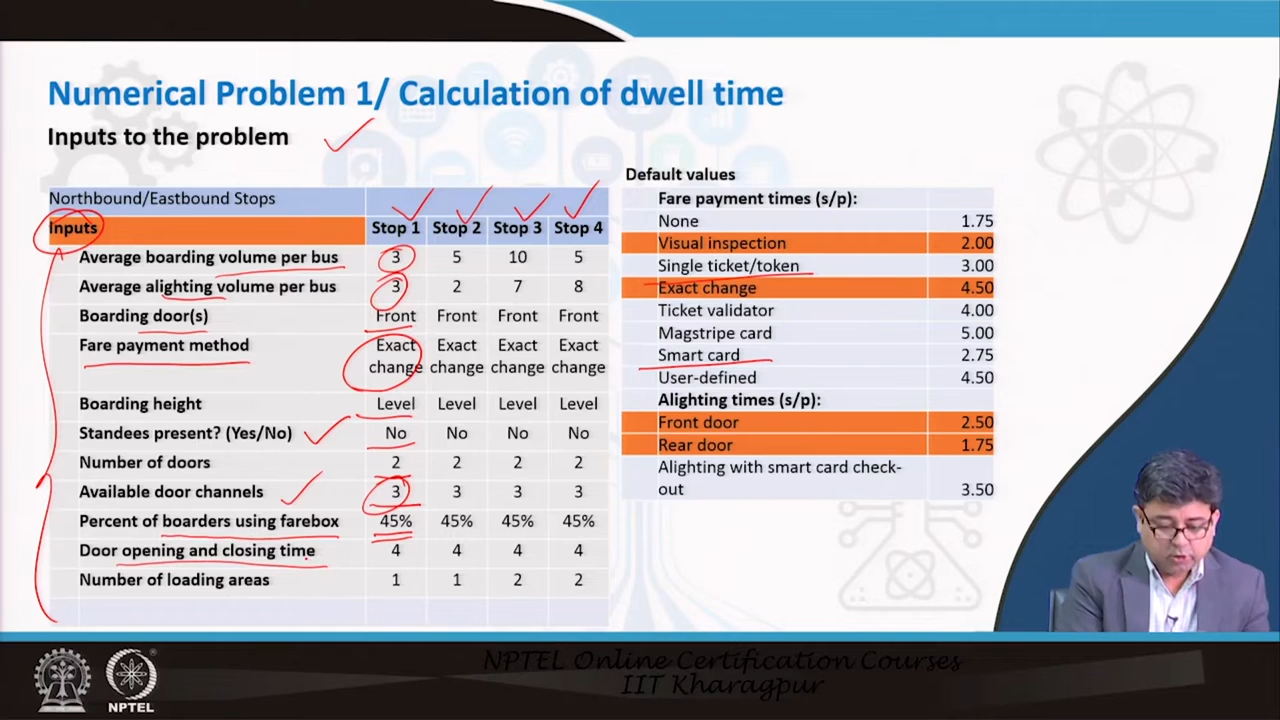 Numerical Problem 1/ Calculation of dwell time
Inputs to the problem
Northbound/Eastbound Stops
Inputs Stop 1 Stop 2 Stop 3 Stop 4
Average boarding volume per bus 3 5 10 5
Average alighting volume per bus 3 2 7 8
Boarding door(s) Front Front Front Front
Fare payment method Exact change Exact change Exact change Exact change
Boarding height Level Level Level Level
Standees present? (Yes/No) No No No No
Number of doors 2 2 2 2
Available door channels 3 3 3 3
Percent of boarders using farebox 45% 45% 45% 45%
Door opening and closing time 4 4 4 4
Number of loading areas 1 1 2 2
Default values
Fare payment times (s/p):
None 1.75
Visual inspection 2.00
Single ticket/token 3.00
Exact change 4.50
Ticket validator 4.00
Magstripe card 5.00
Smart card 2.75
User-defined 4.50
Alighting times (s/p):
Front door 2.50
Rear door 1.75
Alighting with smart card check-
out 3.50
NPTEL Online Certification Courses
IIT Kharagpur
NPTEL